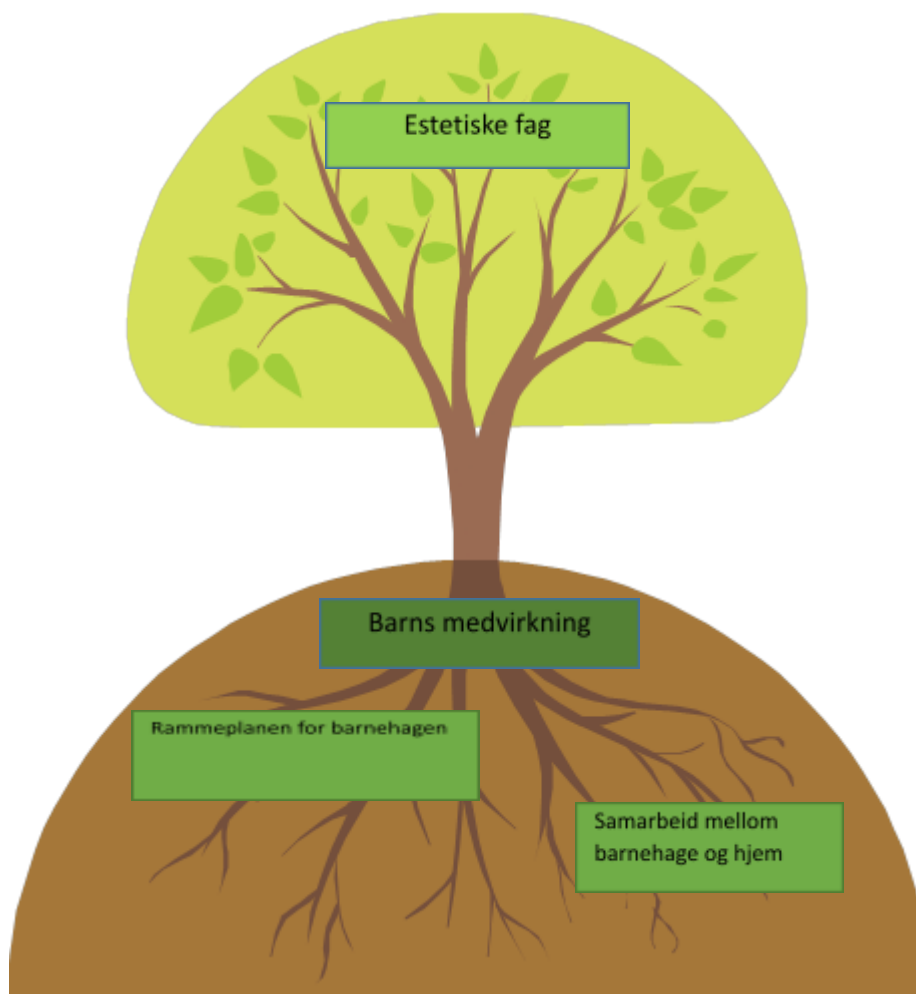 Estetiske fag
Barns medvirkning
Rammeplanen for barnehagen
Samarbeid mellom
barnehage og hjem